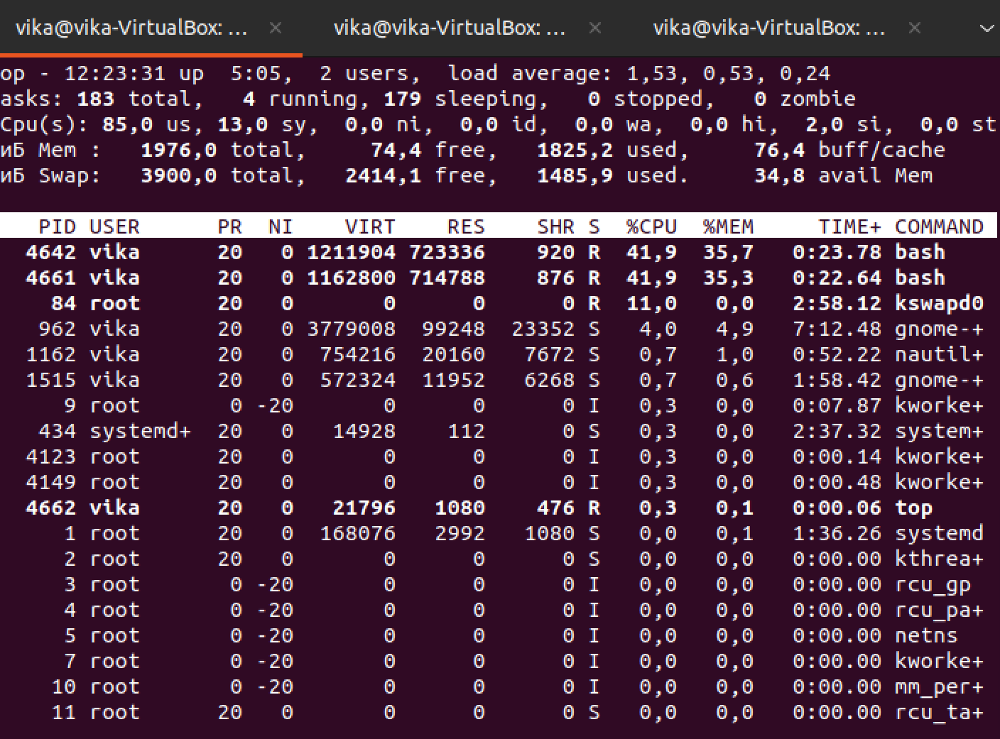 vika@vika-VirtualBox: ... × vika@vika-VirtualBox: ... × vika@vika-VirtualBox: ... ×
op - 12:23:31 up  5:05,  2 users,  load average: 1,53, 0,53, 0,24
asks: 183 total,   4 running, 179 sleeping,   0 stopped,   0 zombie
Cpu(s): 85,0 us, 13,0 sy,  0,0 ni,  0,0 id,  0,0 wa,  0,0 hi,  2,0 si,  0,0 st
иБ Mem :   1976,0 total,     74,4 free,   1825,2 used,     76,4 buff/cache
иБ Swap:   3900,0 total,   2414,1 free,   1485,9 used.     34,8 avail Mem
PID USER      PR  NI    VIRT    RES    SHR S  %CPU  %MEM     TIME+ COMMAND
4642 vika      20   0 1211904 723336    920 R  41,9  35,7   0:23.78 bash
4661 vika      20   0 1162800 714788    876 R  41,9  35,3   0:22.64 bash
84 root      20   0       0      0      0 R  11,0   0,0   2:58.12 kswapd0
962 vika      20   0 3779008  99248  23352 S   4,0   4,9   7:12.48 gnome-+
1162 vika      20   0  754216  20160   7672 S   0,7   1,0   0:52.22 nautil+
1515 vika      20   0  572324  11952   6268 S   0,7   0,6   1:58.42 gnome-+
9 root       0 -20       0      0      0 I   0,3   0,0   0:07.87 kworke+
434 systemd+  20   0   14928    112      0 S   0,3   0,0   2:37.32 system+
4123 root      20   0       0      0      0 I   0,3   0,0   0:00.14 kworke+
4149 root      20   0       0      0      0 I   0,3   0,0   0:00.48 kworke+
4662 vika      20   0   21796   1080    476 R   0,3   0,1   0:00.06 top
1 root      20   0  168076   2992   1080 S   0,0   0,1   1:36.26 systemd
2 root      20   0       0      0      0 S   0,0   0,0   0:00.00 kthrea+
3 root       0 -20       0      0      0 I   0,0   0,0   0:00.00 rcu_gp
4 root       0 -20       0      0      0 I   0,0   0,0   0:00.00 rcu_pa+
5 root       0 -20       0      0      0 I   0,0   0,0   0:00.00 netns
7 root       0 -20       0      0      0 I   0,0   0,0   0:00.00 kworke+
10 root       0 -20       0      0      0 I   0,0   0,0   0:00.00 mm_per+
11 root      20   0       0      0      0 S   0,0   0,0   0:00.00 rcu_ta+